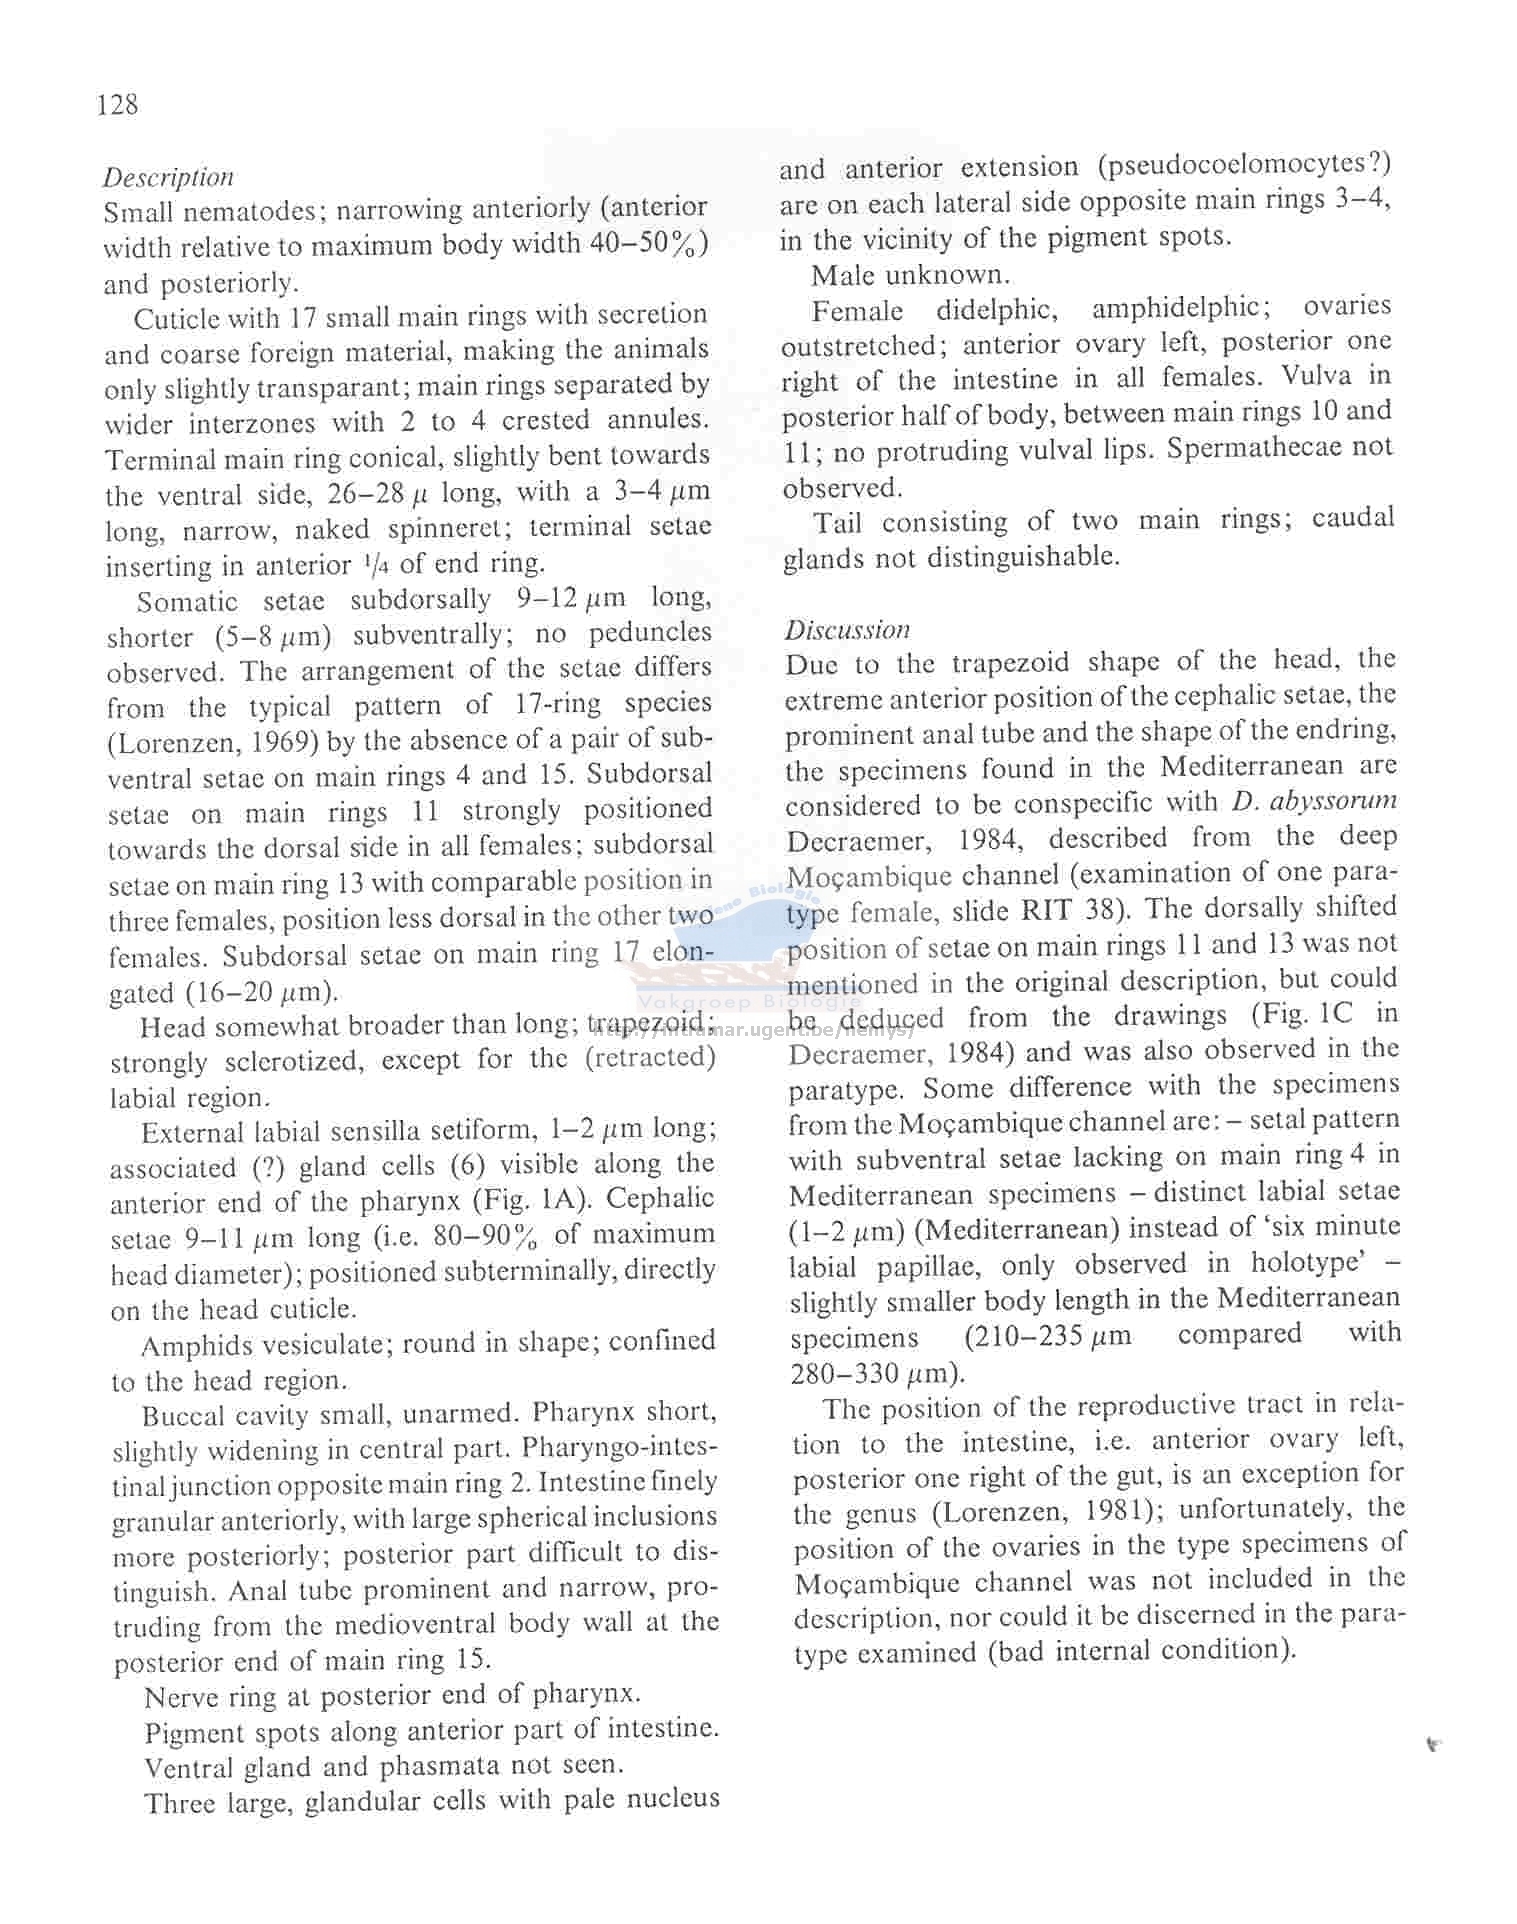 128
Description
Small nematodes; narrowing anteriorly (anterior
width relative to maximum body width 40–50%)
and posteriorly.
Cuticle with 17 small main rings with secretion
and coarse foreign material, making the animals
only slightly transparant; main rings separated by
wider interzones with 2 to 4 crested annules.
Terminal main ring conical, slightly bent towards
the ventral side, 26–28 μ long, with a 3–4 μm
long, narrow, naked spinneret; terminal setae
inserting in anterior 1/4 of end ring.
Somatic setae subdorsally 9–12 μm long,
shorter (5–8 μm) subventrally; no peduncles
observed. The arrangement of the setae differs
from the typical pattern of 17-ring species
(Lorenzen, 1969) by the absence of a pair of sub-
ventral setae on main rings 4 and 15. Subdorsal
setae on main rings 11 strongly positioned
towards the dorsal side in all females; subdorsal
setae on main ring 13 with comparable position in
three females, position less dorsal in the other two
females. Subdorsal setae on main ring 17 elon-
gated (16–20 μm).
Head somewhat broader than long; trapezoid;
strongly sclerotized, except for the (retracted)
labial region.
External labial sensilla setiform, 1–2 μm long;
associated (?) gland cells (6) visible along the
anterior end of the pharynx (Fig. 1A). Cephalic
setae 9–11 μm long (i.e. 80–90% of maximum
head diameter); positioned subterminally, directly
on the head cuticle.
Amphids vesiculate; round in shape; confined
to the head region.
Buccal cavity small, unarmed. Pharynx short,
slightly widening in central part. Pharyngo-intes-
tinal junction opposite main ring 2. Intestine finely
granular anteriorly, with large spherical inclusions
more posteriorly; posterior part difficult to dis-
tinguish. Anal tube prominent and narrow, pro-
truding from the medioventral body wall at the
posterior end of main ring 15.
Nerve ring at posterior end of pharynx.
Pigment spots along anterior part of intestine.
Ventral gland and phasmata not seen.
Three large, glandular cells with pale nucleus
and anterior extension (pseudocoelomocytes?)
are on each lateral side opposite main rings 3–4,
in the vicinity of the pigment spots.
Male unknown.
Female didelphic, amphidelphic; ovaries
outstretched; anterior ovary left, posterior one
right of the intestine in all females. Vulva in
posterior half of body, between main rings 10 and
11; no protruding vulval lips. Spermathecae not
observed.
Tail consisting of two main rings; caudal
glands not distinguishable.
Discussion
Due to the trapezoid shape of the head, the
extreme anterior position of the cephalic setae, the
prominent anal tube and the shape of the endring,
the specimens found in the Mediterranean are
considered to be conspecific with D. abyssorum
Decraemer, 1984, described from the deep
Moçambique channel (examination of one para-
type female, slide RIT 38). The dorsally shifted
position of setae on main rings 11 and 13 was not
mentioned in the original description, but could
be deduced from the drawings (Fig. 1C in
Decraemer, 1984) and was also observed in the
paratype. Some difference with the specimens
from the Moçambique channel are: – setal pattern
with subventral setae lacking on main ring 4 in
Mediterranean specimens – distinct labial setae
(1–2 μm) (Mediterranean) instead of ‘six minute
labial papillae, only observed in holotype’ –
slightly smaller body length in the Mediterranean
specimens (210–235 μm compared with
280–330 μm).
The position of the reproductive tract in rela-
tion to the intestine, i.e. anterior ovary left,
posterior one right of the gut, is an exception for
the genus (Lorenzen, 1981); unfortunately, the
position of the ovaries in the type specimens of
Moçambique channel was not included in the
description, nor could it be discerned in the para-
type examined (bad internal condition).
Biologie
Vakgroep Biologie